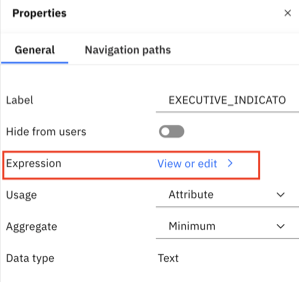 Properties
General Navigation paths
Label EXECUTIVE_INDICATO
Hide from users
Expression View or edit
Usage Attribute
Aggregate Minimum
Data type Text